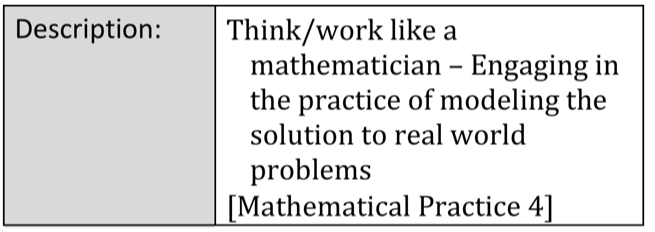 Description:
Think/work like a
mathematician – Engaging in
the practice of modeling the
solution to real world
problems
[Mathematical Practice 4]